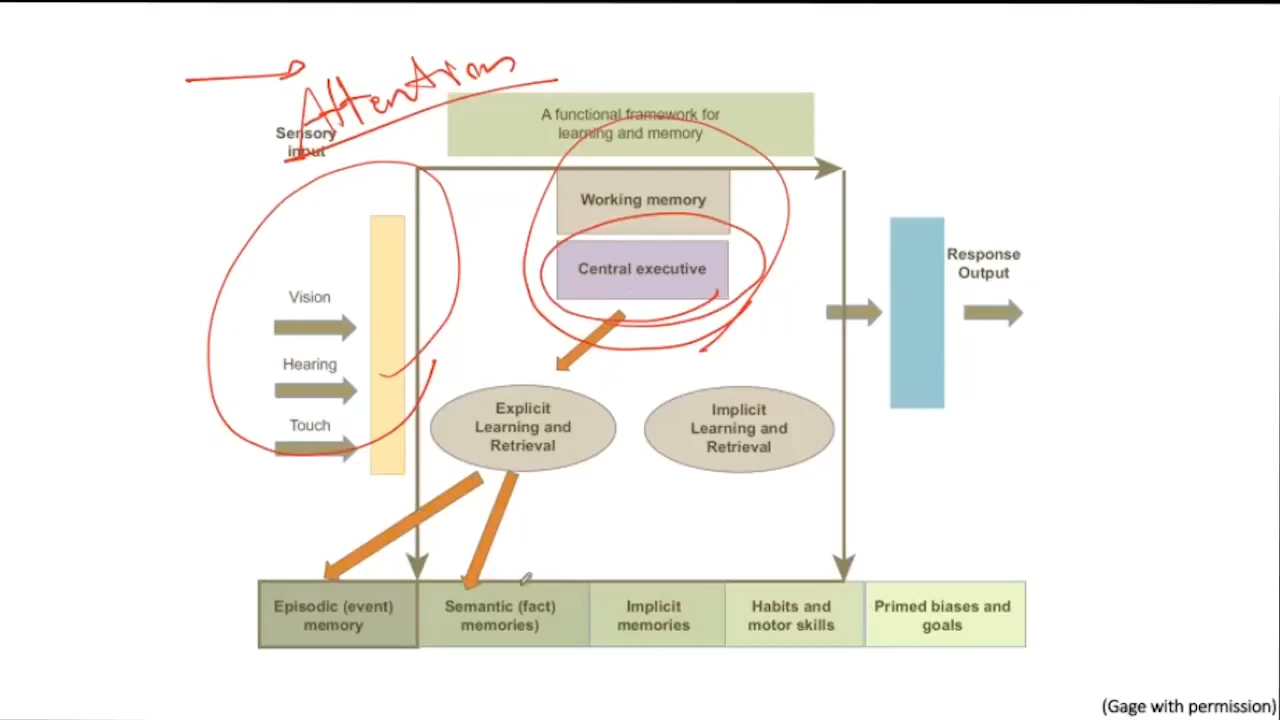 Attention
A functional framework for
learning and memory
Sensory
input
Working memory
Central executive
Vision
Hearing
Touch
Response
Output
Explicit
Learning and
Retrieval
Implicit
Learning and
Retrieval
Episodic (event)
memory
Semantic (fact)
memories)
Implicit
memories
Habits and
motor skills
Primed biases and
goals
(Gage with permission)